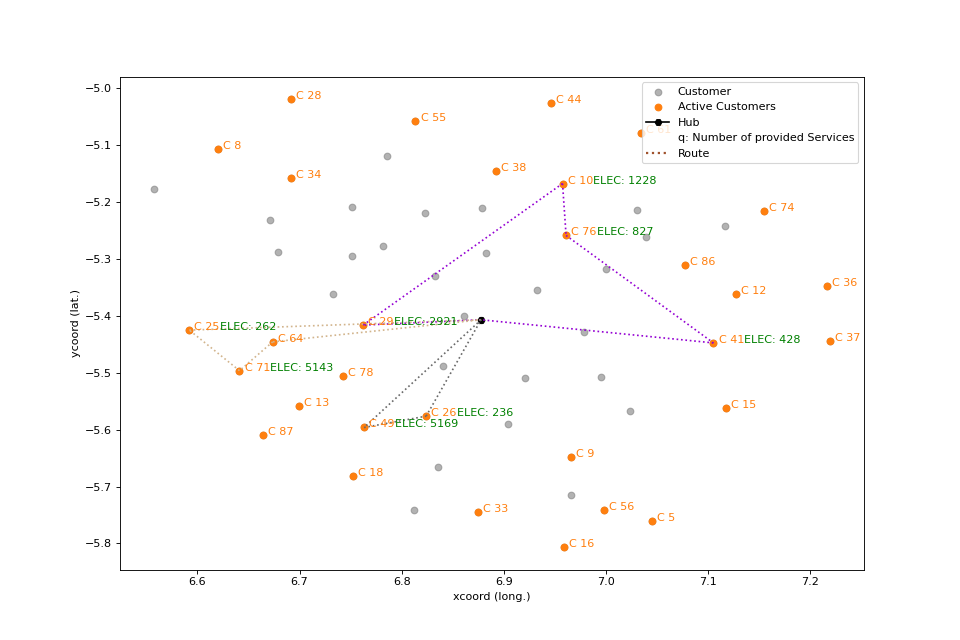 Customer
Active Customers
Hub
q: Number of provided Services
Route
C 28
C 44
C 55
C 8
C 38
C 34
C 10 ELEC: 1228
C 74
C 76 ELEC: 827
C 86
C 36
C 12
C 25 ELEC: 262
C 29 ELEC: 2921
C 64
C 41 ELEC: 428
C 37
C 71 ELEC: 5143
C 78
C 13
C 15
C 26 ELEC: 236
C 49 ELEC: 5169
C 87
C 9
C 18
C 33
C 56
C 5
C 16
−5.0
−5.1
−5.2
−5.3
−5.4
−5.5
−5.6
−5.7
−5.8
ycoord (lat.)
6.6 6.7 6.8 6.9 7.0 7.1 7.2
xcoord (long.)